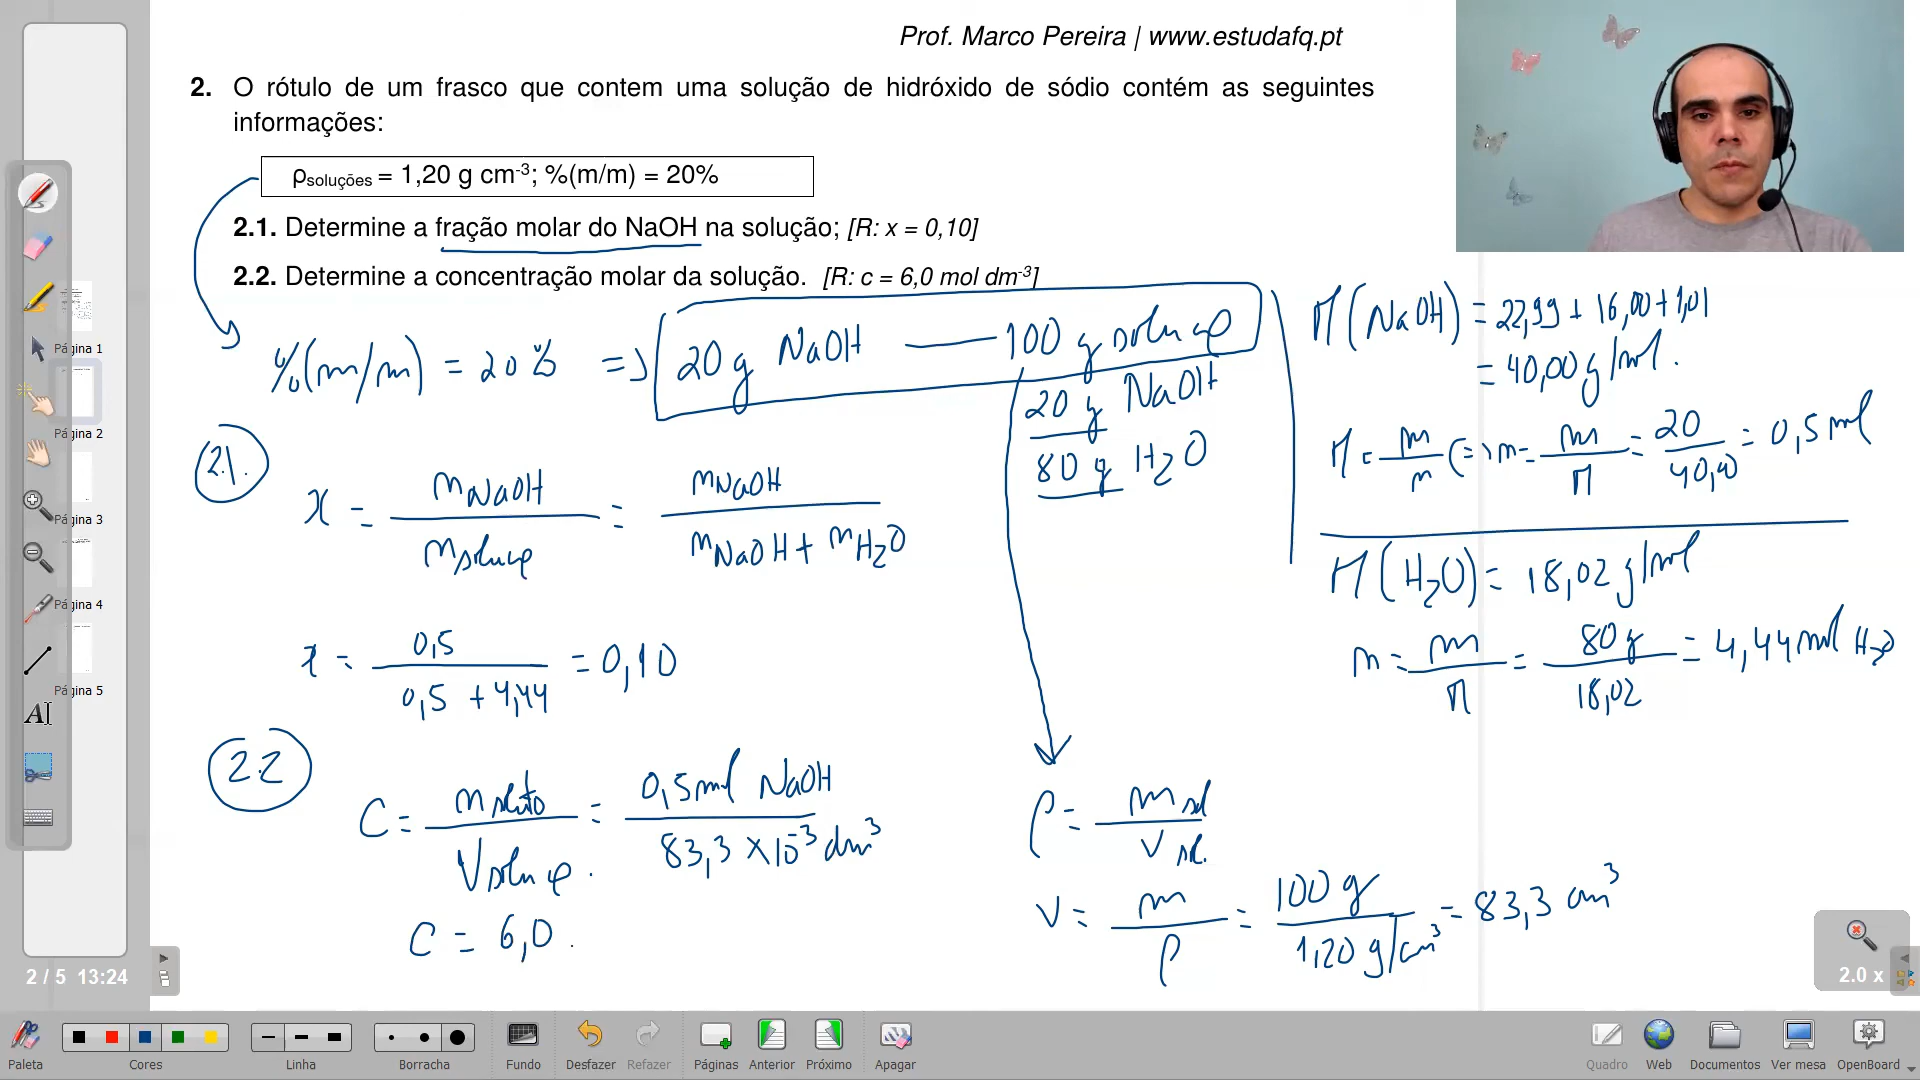 Prof. Marco Pereira | www.estudafq.pt
2. O rótulo de um frasco que contem uma solução de hidróxido de sódio contém as seguintes
informações:
ρsoluções = 1,20 g cm-3; %(m/m) = 20%
2.1. Determine a fração molar do NaOH na solução; [R: x = 0,10]
2.2. Determine a concentração molar da solução. [R: c = 6,0 mol dm-3]
%(m/m) = 20% => 20 g NaOH — 100 g solução
20 g NaOH
80 g H2O
2.1.
x = nNaOH / nsolução = nNaOH / nNaOH + nH2O
x = 0,5 / 0,5 + 4,44 = 0,10
2.2
C = nsoluto / Vsolução. = 0,5 mol NaOH / 83,3 x 10-3 dm3
C = 6,0.
ρ = msol / Vsol.
V = m / ρ = 100 g / 1,20 g/cm3 = 83,3 cm3
M(NaOH) = 22,99 + 16,00 + 1,01
= 40,00 g/mol.
M = m / n (=) n = m / M = 20 / 40,00 = 0,5 mol
M(H2O) = 18,02 g/mol
n = m / M = 80 g / 18,02 = 4,44 mol H2O
Página 1
Página 2
Página 3
Página 4
Página 5
2 / 5 13:24
2.0 x
Paleta
Cores
Linha
Borracha
Fundo
Desfazer
Refazer
Páginas
Anterior
Próximo
Apagar
Quadro
Web
Documentos
Ver mesa
OpenBoard